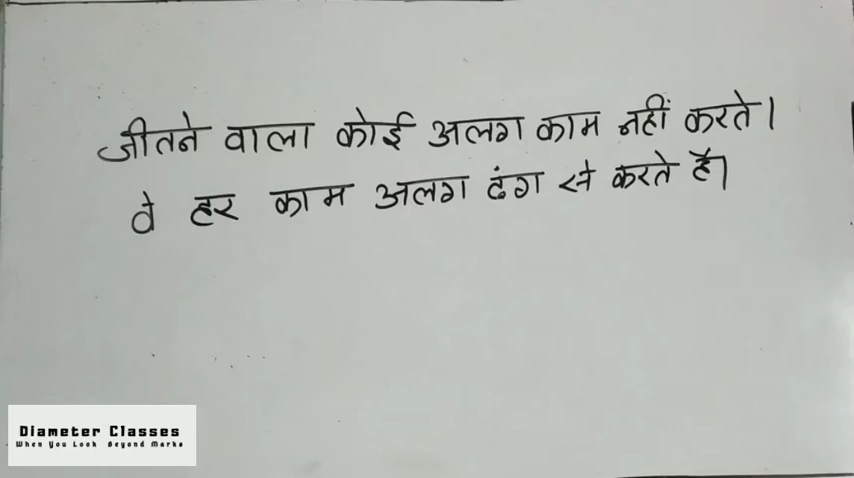 जीतने वाला कोई अलग काम नहीं करते।
वे हर काम अलग ढंग से करते है।
Diameter Classes
When You Look Beyond Marks